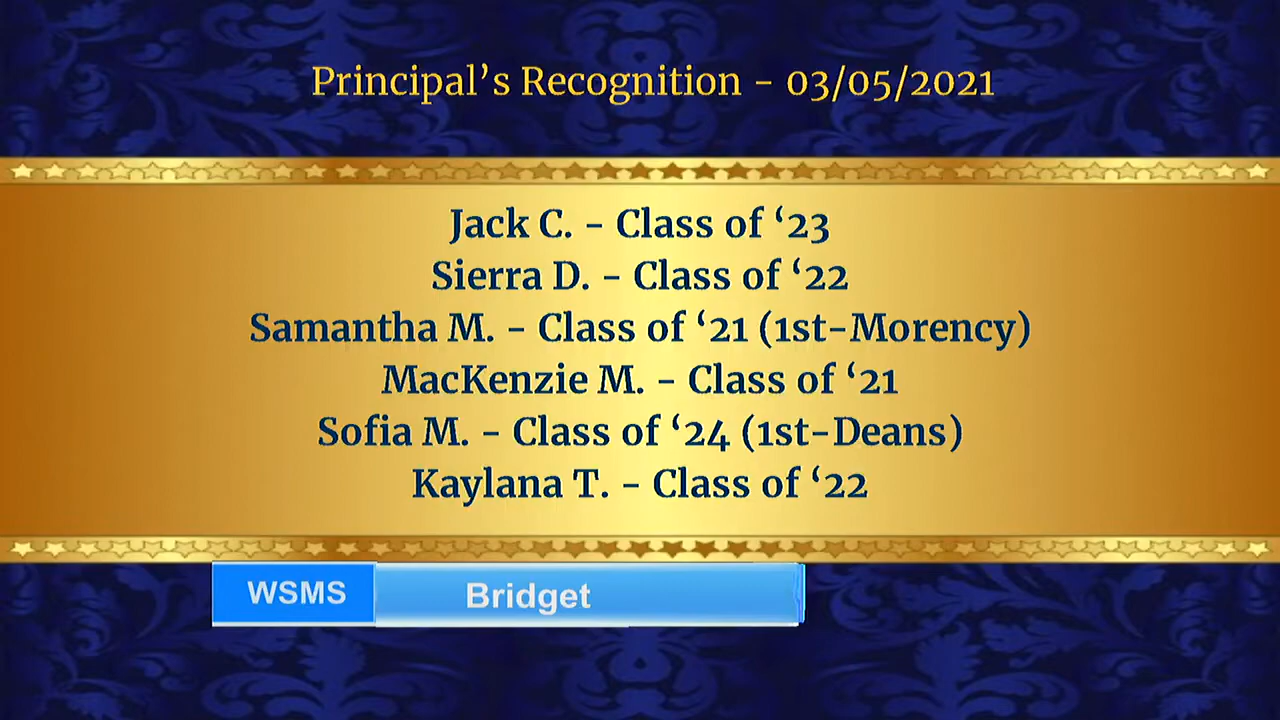 Principal’s Recognition - 03/05/2021
Jack C. - Class of ‘23
Sierra D. - Class of ‘22
Samantha M. - Class of ‘21 (1st-Morency)
MacKenzie M. - Class of ‘21
Sofia M. - Class of ‘24 (1st-Deans)
Kaylana T. - Class of ‘22
WSMS Bridget